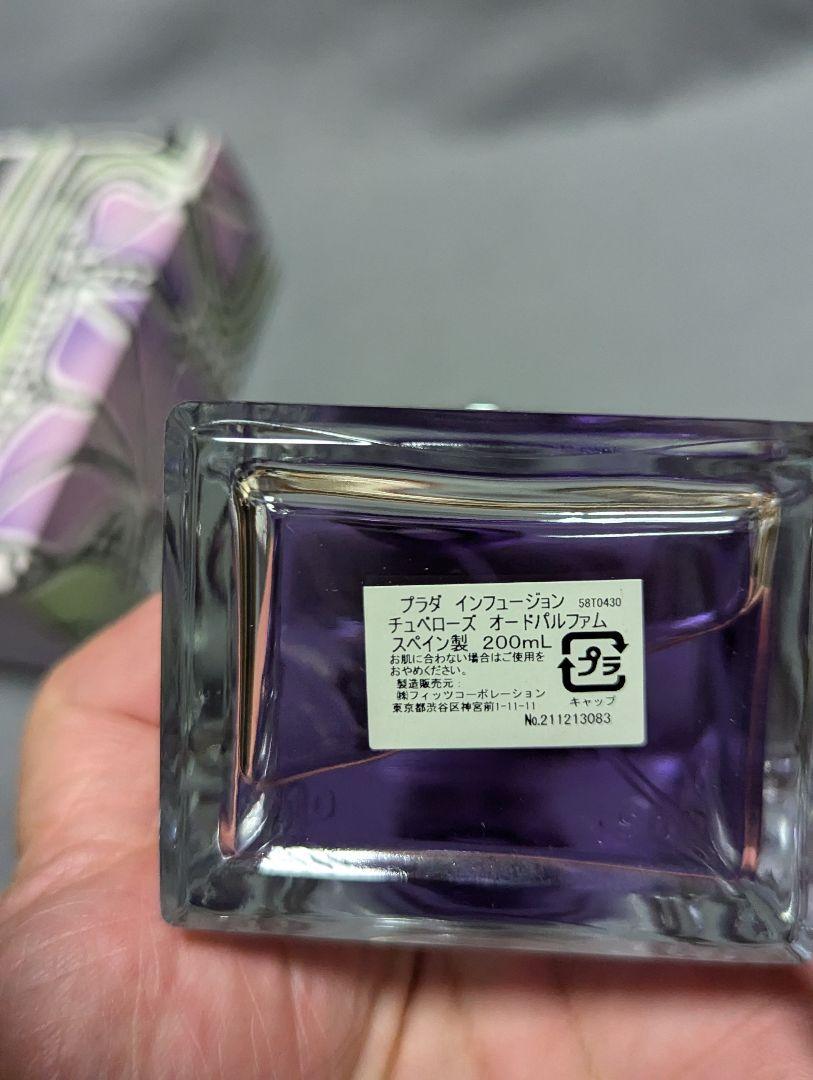 プラダ インフュージョン 58T0430
チュベローズ オードパルファム
スペイン製 200mL
お肌に合わない場合はご使用を
おやめください。
製造販売元:
㈱フィッツコーポレーション
東京都渋谷区神宮前1-11-11
プラ
キャップ
No.211213083